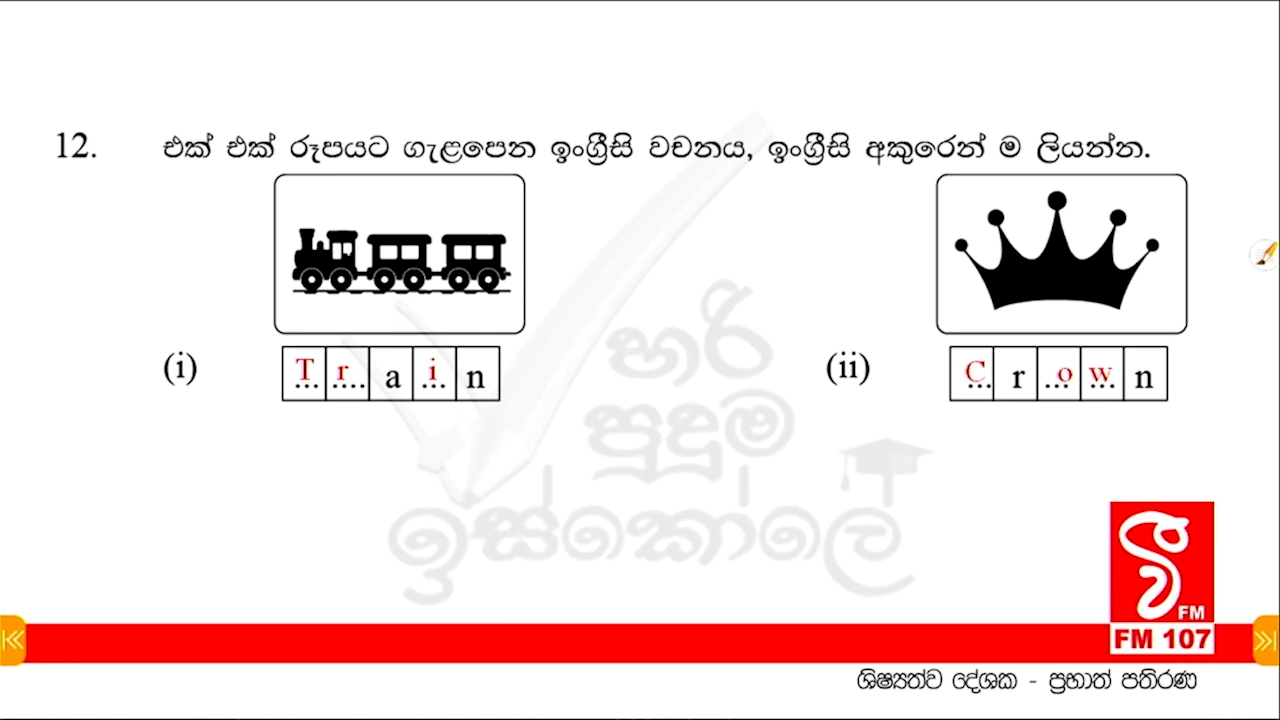 12. එක් එක් රූපයට ගැළපෙන ඉංග්‍රීසි වචනය, ඉංග්‍රීසි අකුරෙන් ම ලියන්න.
(i) T r a i n
(ii) C r o w n
හරි
පුදුම
ඉස්කෝලේ
FM
FM 107
ශිෂ්‍යත්ව දේශක - ප්‍රභාත් පතිරණ